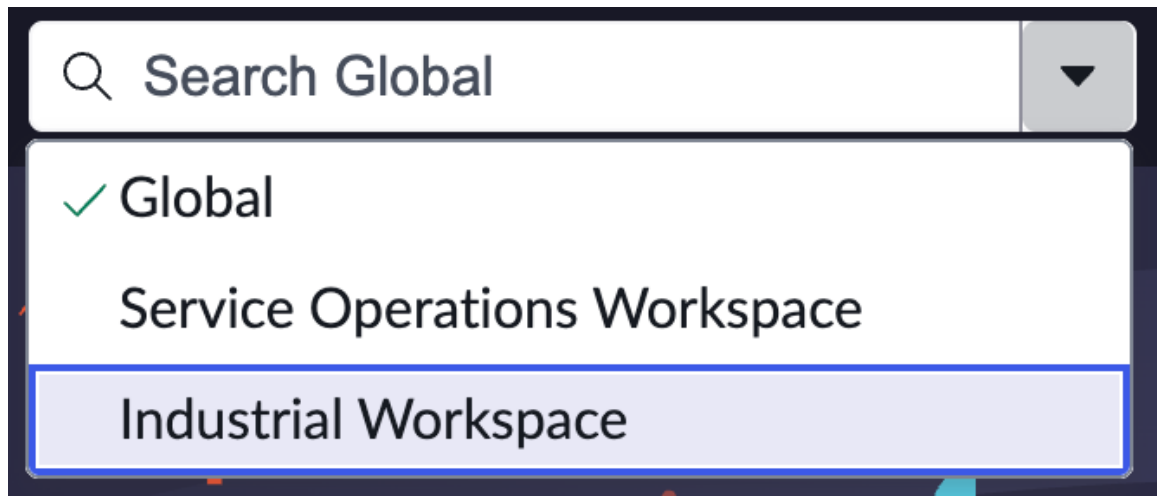 Search Global
Global
Service Operations Workspace
Industrial Workspace